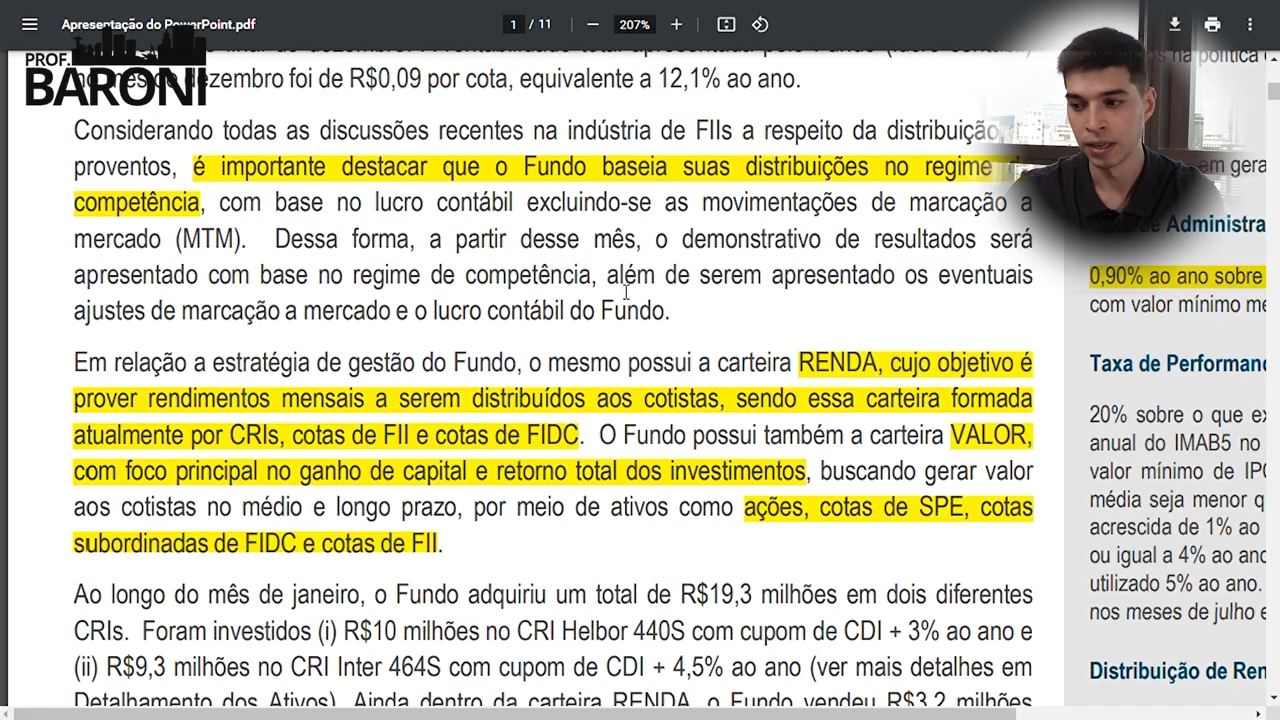 Apresentação do PowerPoint.pdf
1 / 11
207%
PROF.
BARONI
dezembro foi de R$0,09 por cota, equivalente a 12,1% ao ano.
Considerando todas as discussões recentes na indústria de FIIs a respeito da distribuição
proventos, é importante destacar que o Fundo baseia suas distribuições no regime
competência, com base no lucro contábil excluindo-se as movimentações de marcação a
mercado (MTM). Dessa forma, a partir desse mês, o demonstrativo de resultados será
apresentado com base no regime de competência, além de serem apresentado os eventuais
ajustes de marcação a mercado e o lucro contábil do Fundo.
Em relação a estratégia de gestão do Fundo, o mesmo possui a carteira RENDA, cujo objetivo é
prover rendimentos mensais a serem distribuídos aos cotistas, sendo essa carteira formada
atualmente por CRIs, cotas de FII e cotas de FIDC. O Fundo possui também a carteira VALOR,
com foco principal no ganho de capital e retorno total dos investimentos, buscando gerar valor
aos cotistas no médio e longo prazo, por meio de ativos como ações, cotas de SPE, cotas
subordinadas de FIDC e cotas de FII.
Ao longo do mês de janeiro, o Fundo adquiriu um total de R$19,3 milhões em dois diferentes
CRIs. Foram investidos (i) R$10 milhões no CRI Helbor 440S com cupom de CDI + 3% ao ano e
(ii) R$9,3 milhões no CRI Inter 464S com cupom de CDI + 4,5% ao ano (ver mais detalhes em
Detalhamento dos Ativos). Ainda dentro da carteira RENDA, o Fundo vendeu R$3,2 milhões
na política
em gera
de Administra
0,90% ao ano sobre
com valor mínimo me
Taxa de Performanc
20% sobre o que ex
anual do IMAB5 no
valor mínimo de IPC
média seja menor q
acrescida de 1% ao
ou igual a 4% ao ano
utilizado 5% ao ano.
nos meses de julho e
Distribuição de Ren